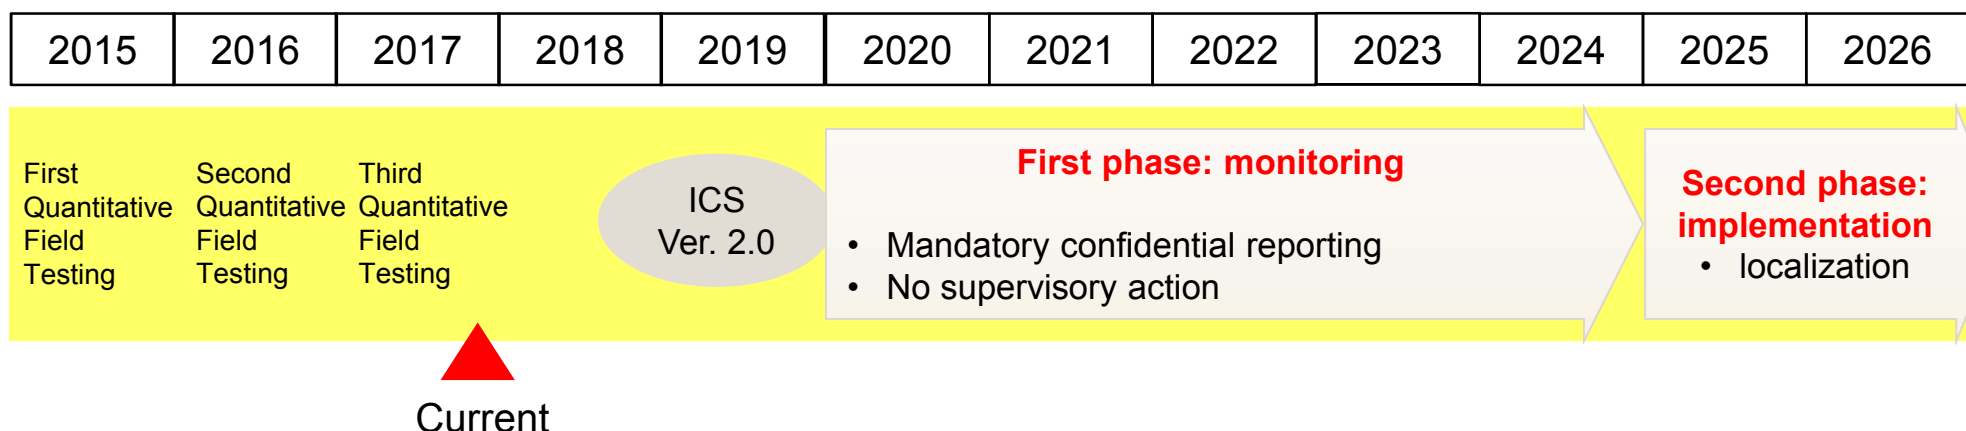 2015 2016 2017 2018 2019 2020 2021 2022 2023 2024 2025 2026
First
Quantitative
Field
Testing
Second
Quantitative
Field
Testing
Third
Quantitative
Field
Testing
ICS
Ver. 2.0
First phase: monitoring
• Mandatory confidential reporting
• No supervisory action
Second phase:
implementation
• localization
Current